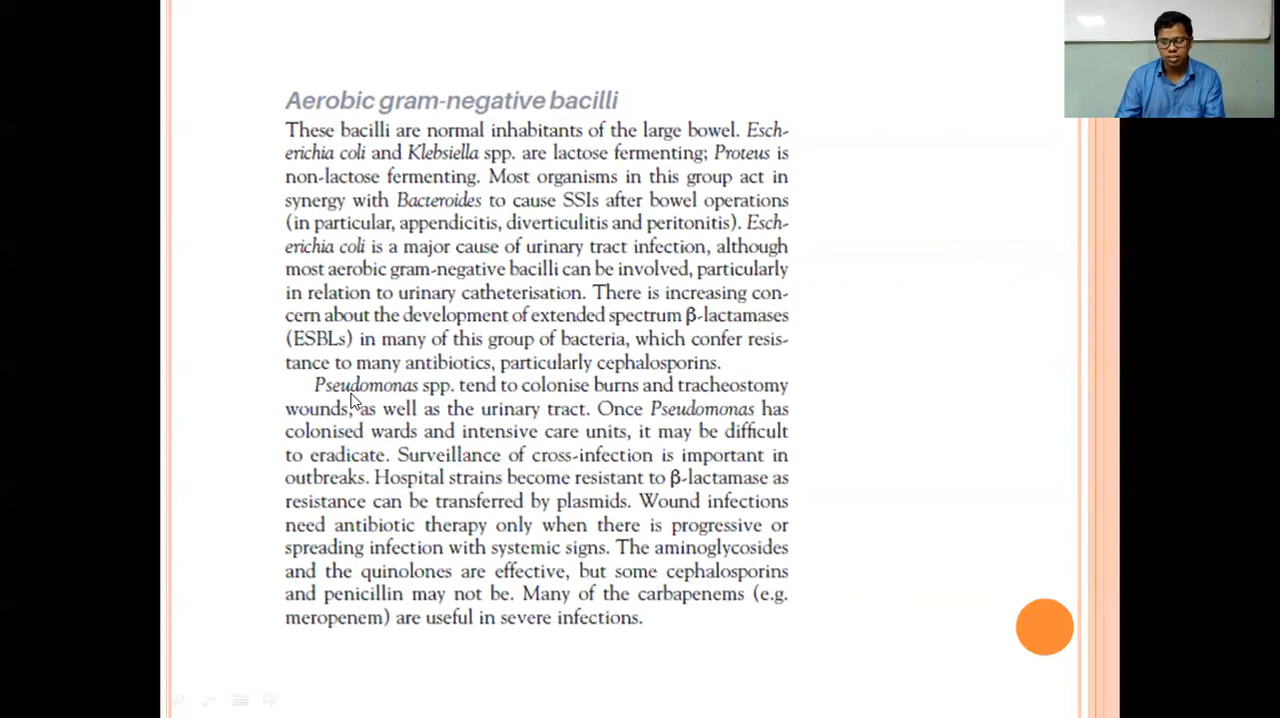 Aerobic gram-negative bacilli
These bacilli are normal inhabitants of the large bowel. Esch-
erichia coli and Klebsiella spp. are lactose fermenting; Proteus is
non-lactose fermenting. Most organisms in this group act in
synergy with Bacteroides to cause SSIs after bowel operations
(in particular, appendicitis, diverticulitis and peritonitis). Esch-
erichia coli is a major cause of urinary tract infection, although
most aerobic gram-negative bacilli can be involved, particularly
in relation to urinary catheterisation. There is increasing con-
cern about the development of extended spectrum β-lactamases
(ESBLs) in many of this group of bacteria, which confer resis-
tance to many antibiotics, particularly cephalosporins.
Pseudomonas spp. tend to colonise burns and tracheostomy
wounds, as well as the urinary tract. Once Pseudomonas has
colonised wards and intensive care units, it may be difficult
to eradicate. Surveillance of cross-infection is important in
outbreaks. Hospital strains become resistant to β-lactamase as
resistance can be transferred by plasmids. Wound infections
need antibiotic therapy only when there is progressive or
spreading infection with systemic signs. The aminoglycosides
and the quinolones are effective, but some cephalosporins
and penicillin may not be. Many of the carbapenems (e.g.
meropenem) are useful in severe infections.